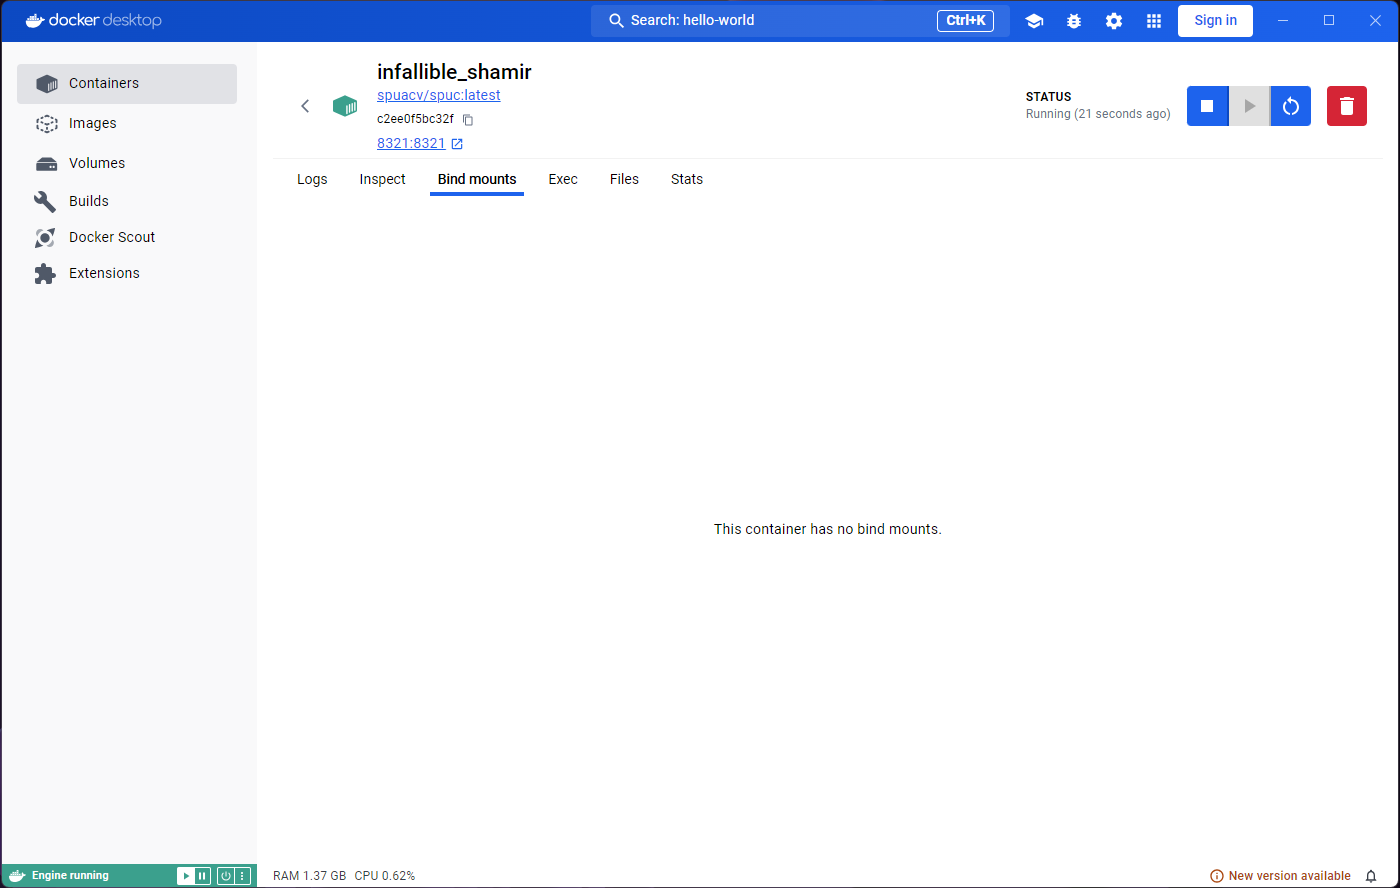 docker desktop
Search: hello-world
Ctrl+K
Sign in
Containers
Images
Volumes
Builds
Docker Scout
Extensions
infallible_shamir
spuacv/spuc:latest
c2ee0f5bc32f
8321:8321
STATUS
Running (21 seconds ago)
Logs Inspect Bind mounts Exec Files Stats
This container has no bind mounts.
Engine running
RAM 1.37 GB CPU 0.62%
New version available